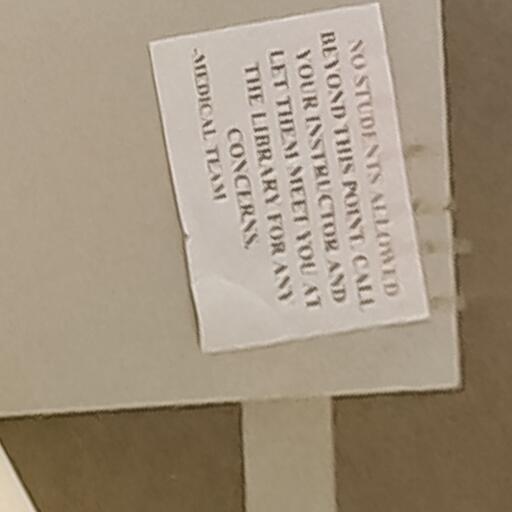 NO STUDENTS ALLOWED
BEYOND THIS POINT. CALL
YOUR INSTRUCTOR AND
LET THEM MEET YOU AT
THE LIBRARY FOR ANY
CONCERNS.
-MEDICAL TEAM